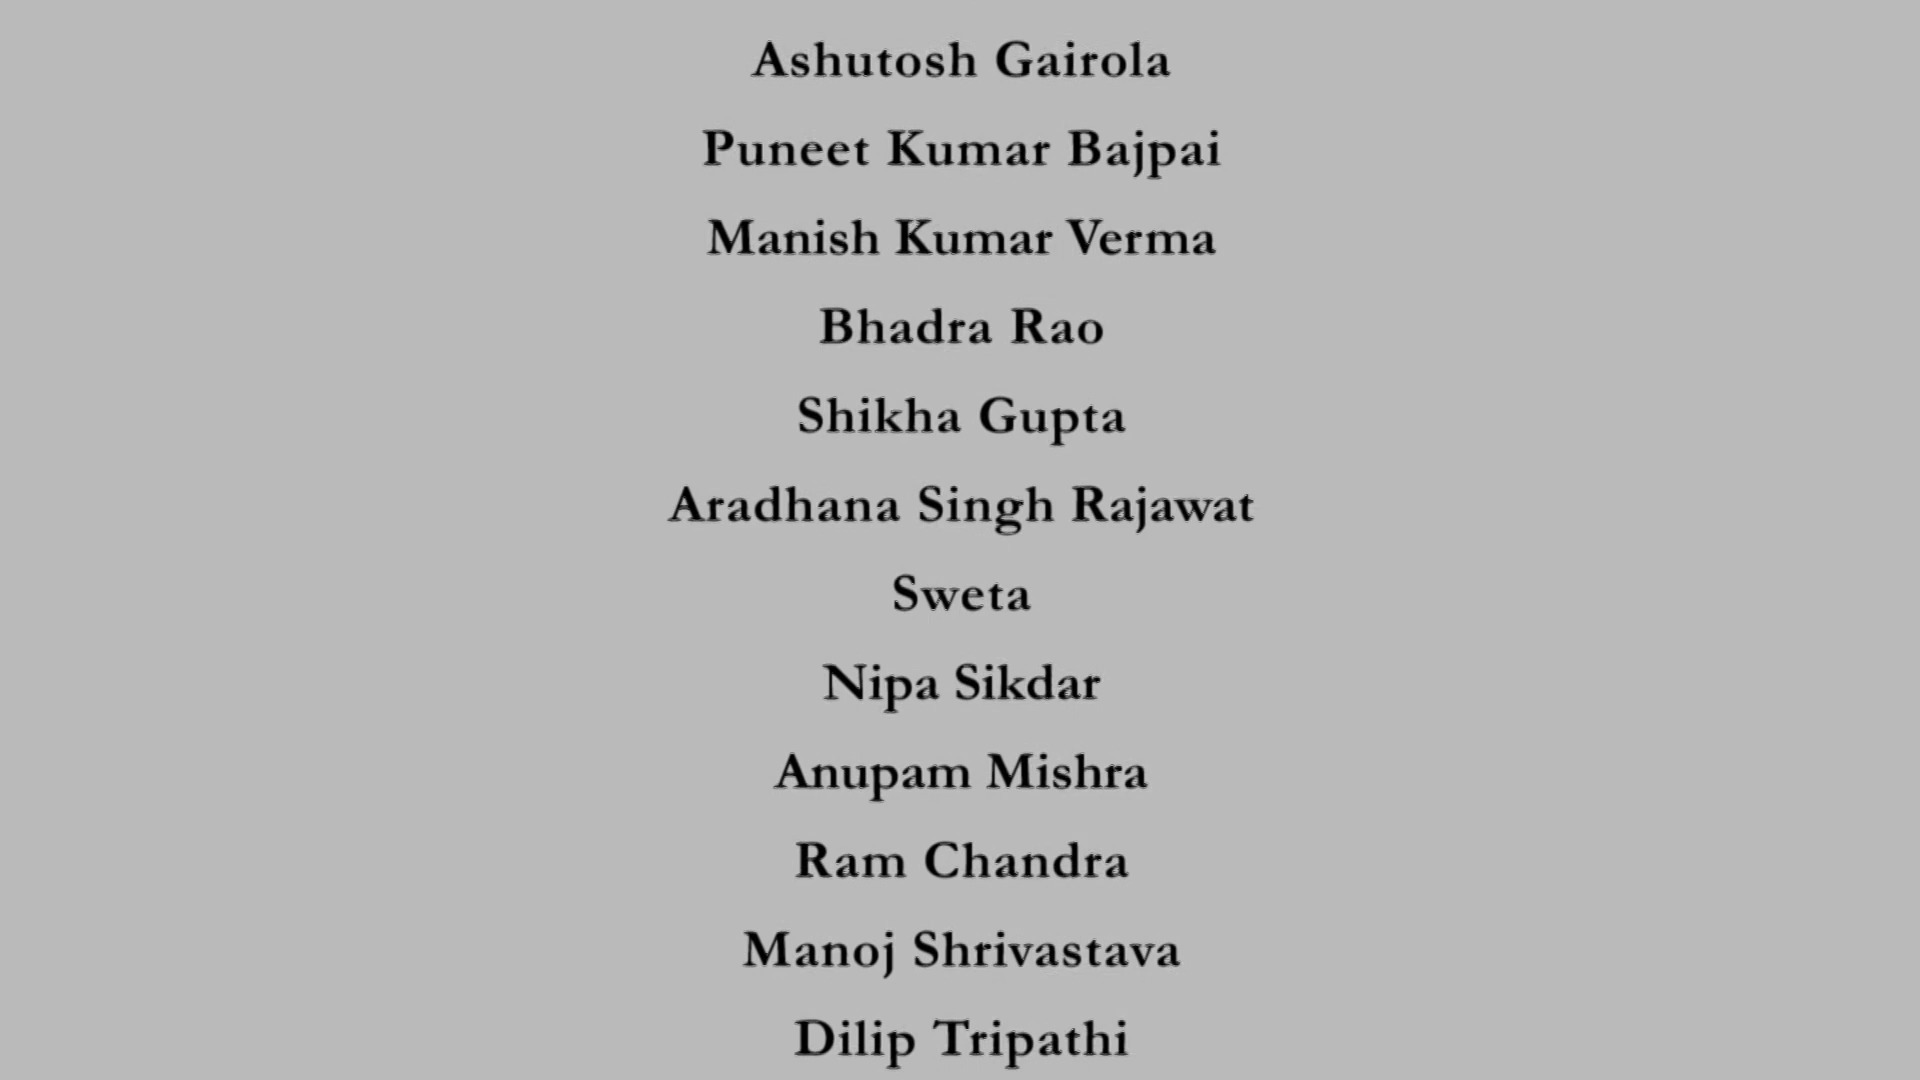 Ashutosh Gairola
Puneet Kumar Bajpai
Manish Kumar Verma
Bhadra Rao
Shikha Gupta
Aradhana Singh Rajawat
Sweta
Nipa Sikdar
Anupam Mishra
Ram Chandra
Manoj Shrivastava
Dilip Tripathi